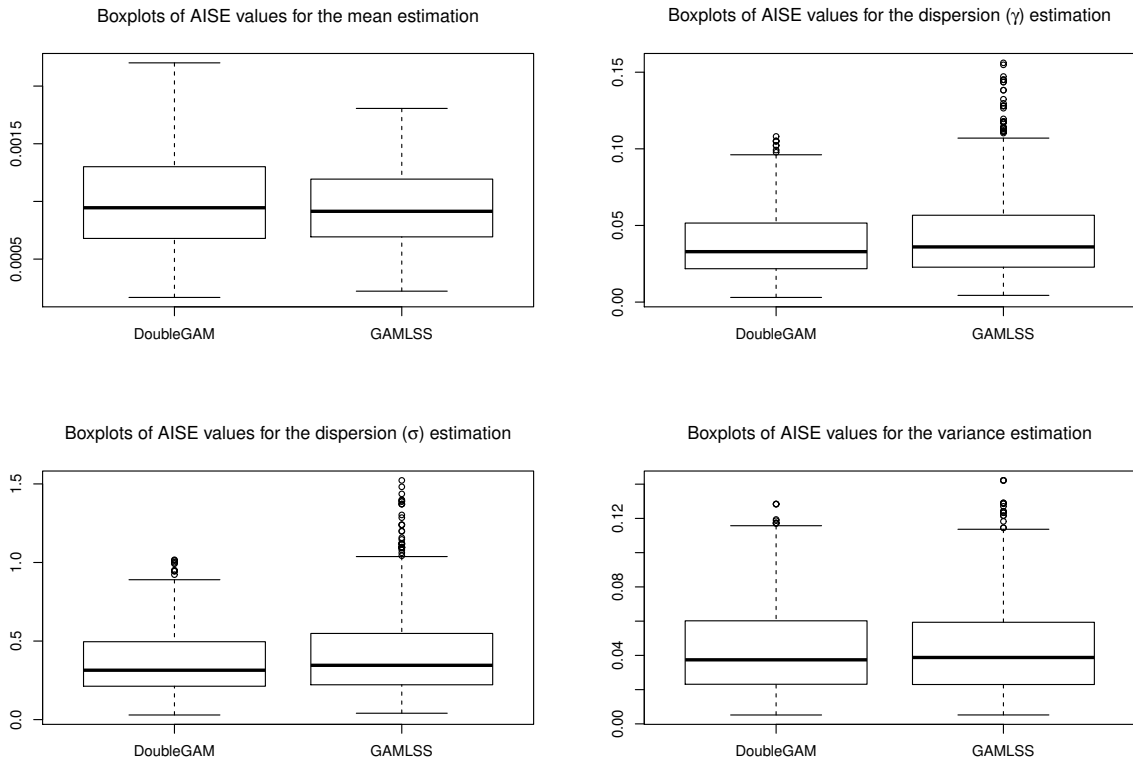 Boxplots of AISE values for the mean estimation
0.0015
0.0005
DoubleGAM
GAMLSS
Boxplots of AISE values for the dispersion (γ) estimation
0.15
0.10
0.05
0.00
DoubleGAM
GAMLSS
Boxplots of AISE values for the dispersion (σ) estimation
1.5
1.0
0.5
0.0
DoubleGAM
GAMLSS
Boxplots of AISE values for the variance estimation
0.12
0.08
0.04
0.00
DoubleGAM
GAMLSS